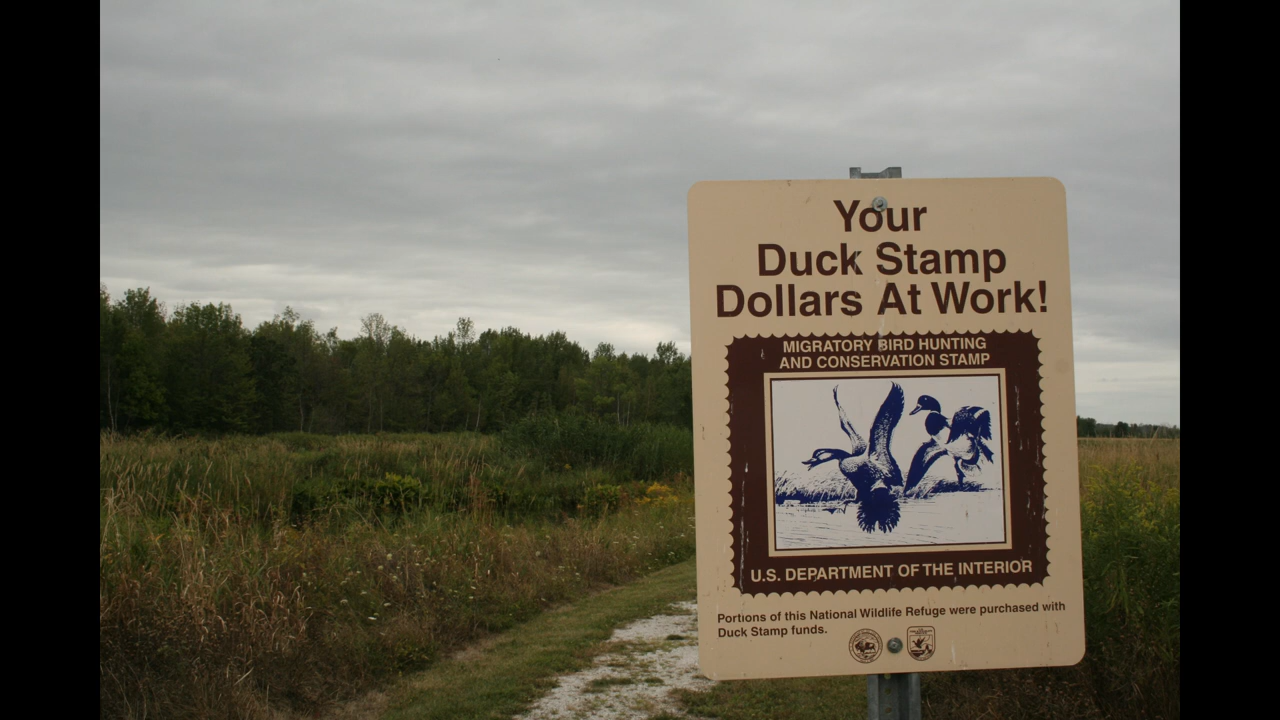 Your
Duck Stamp
Dollars At Work!
MIGRATORY BIRD HUNTING
AND CONSERVATION STAMP
U.S. DEPARTMENT OF THE INTERIOR
Portions of this National Wildlife Refuge were purchased with
Duck Stamp funds.